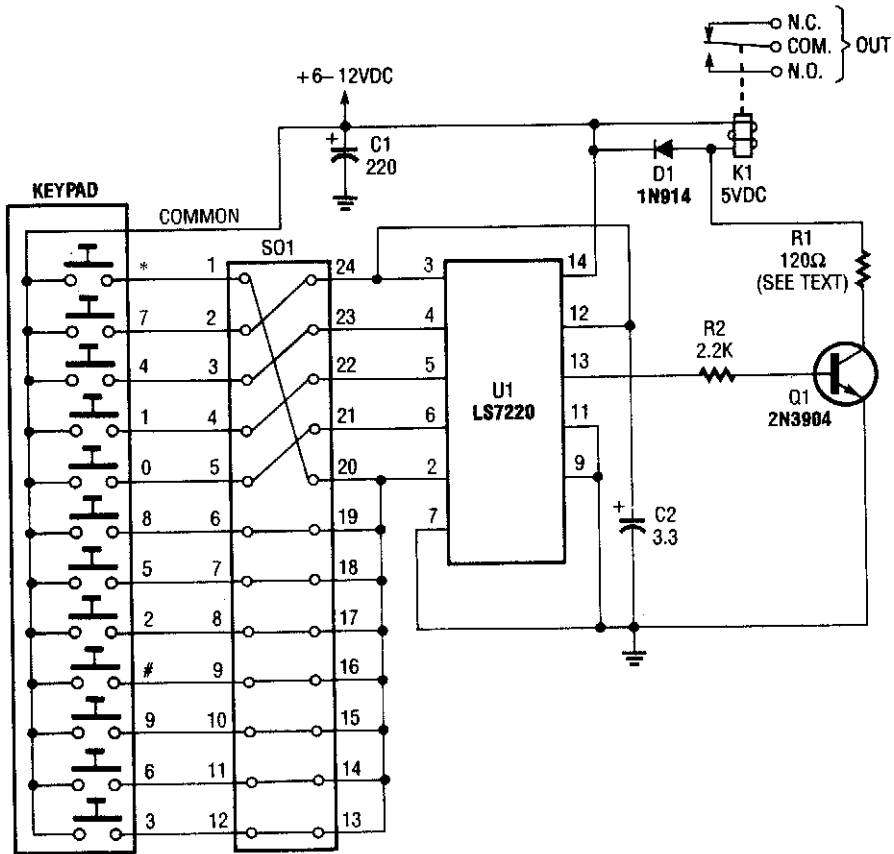 N.C.
COM.
N.O.
OUT
+6–12VDC
C1
220
D1
1N914
K1
5VDC
KEYPAD
COMMON
SO1
R1
120Ω
(SEE TEXT)
* 1 24 3 14
7 2 23 4 12
4 3 22 5 13
1 4 21 6 11
0 5 20 2 9
8 6 19 7
5 7 18
2 8 17
# 9 16
9 10 15
6 11 14
3 12 13
U1
LS7220
R2
2.2K
Q1
2N3904
+
C2
3.3
+